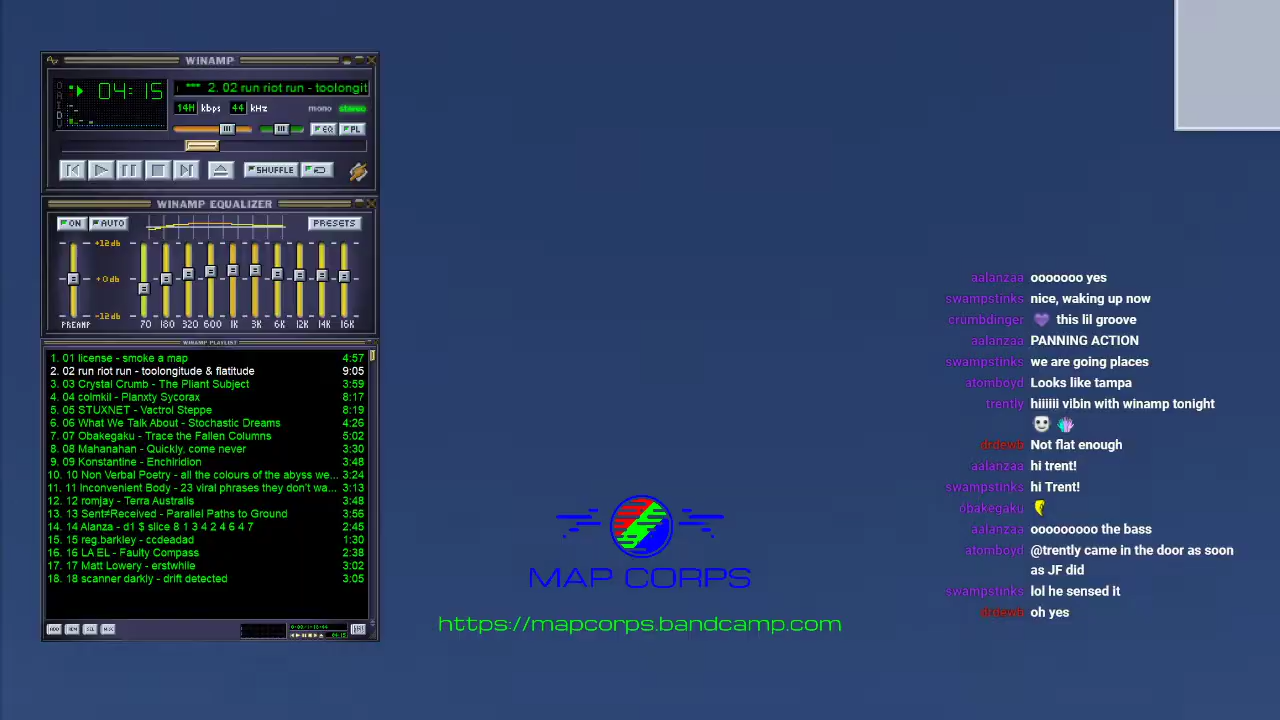 WINAMP
04:15
*** 2. 02 run riot run - toolongit
kbps
44 kHz
mono stereo
EQ PL
SHUFFLE
WINAMP EQUALIZER
ON AUTO
PRESETS
+12db
+0db
-12db
PREAMP 70 180 320 600 1K 3K 6K 12K 14K 16K
WINAMP PLAYLIST
1. 01 license - smoke a map 4:57
2. 02 run riot run - toolongitude & flatitude 9:05
3. 03 Crystal Crumb - The Pliant Subject 3:59
4. 04 colmkil - Planxty Sycorax 8:17
5. 05 STUXNET - Vactrol Steppe 8:19
6. 06 What We Talk About - Stochastic Dreams 4:26
7. 07 Obakegaku - Trace the Fallen Columns 5:02
8. 08 Mahanahan - Quickly, come never 3:30
9. 09 Konstantine - Enchiridion 3:48
10. 10 Non Verbal Poetry - all the colours of the abyss we... 3:24
11. 11 Inconvenient Body - 23 viral phrases they don't wa... 3:13
12. 12 romjay - Terra Australis 3:48
13. 13 Sent≠Received - Parallel Paths to Ground 3:56
14. 14 Alanza - d1 $ slice 8 1 3 4 2 4 6 4 7 2:45
15. 15 reg.barkley - ccdeadad 1:30
16. 16 LA EL - Faulty Compass 2:38
17. 17 Matt Lowery - erstwhile 3:02
18. 18 scanner darkly - drift detected 3:05
MAP CORPS
https://mapcorps.bandcamp.com
aalanzaa ooooooo yes
swampstinks nice, waking up now
crumbdinger this lil groove
aalanzaa PANNING ACTION
swampstinks we are going places
atomboyd Looks like tampa
trently hiiiiii vibin with winamp tonight
drdewb Not flat enough
aalanzaa hi trent!
swampstinks hi Trent!
obakegaku
aalanzaa ooooooooo the bass
atomboyd @trently came in the door as soon
as JF did
swampstinks lol he sensed it
drdewb oh yes